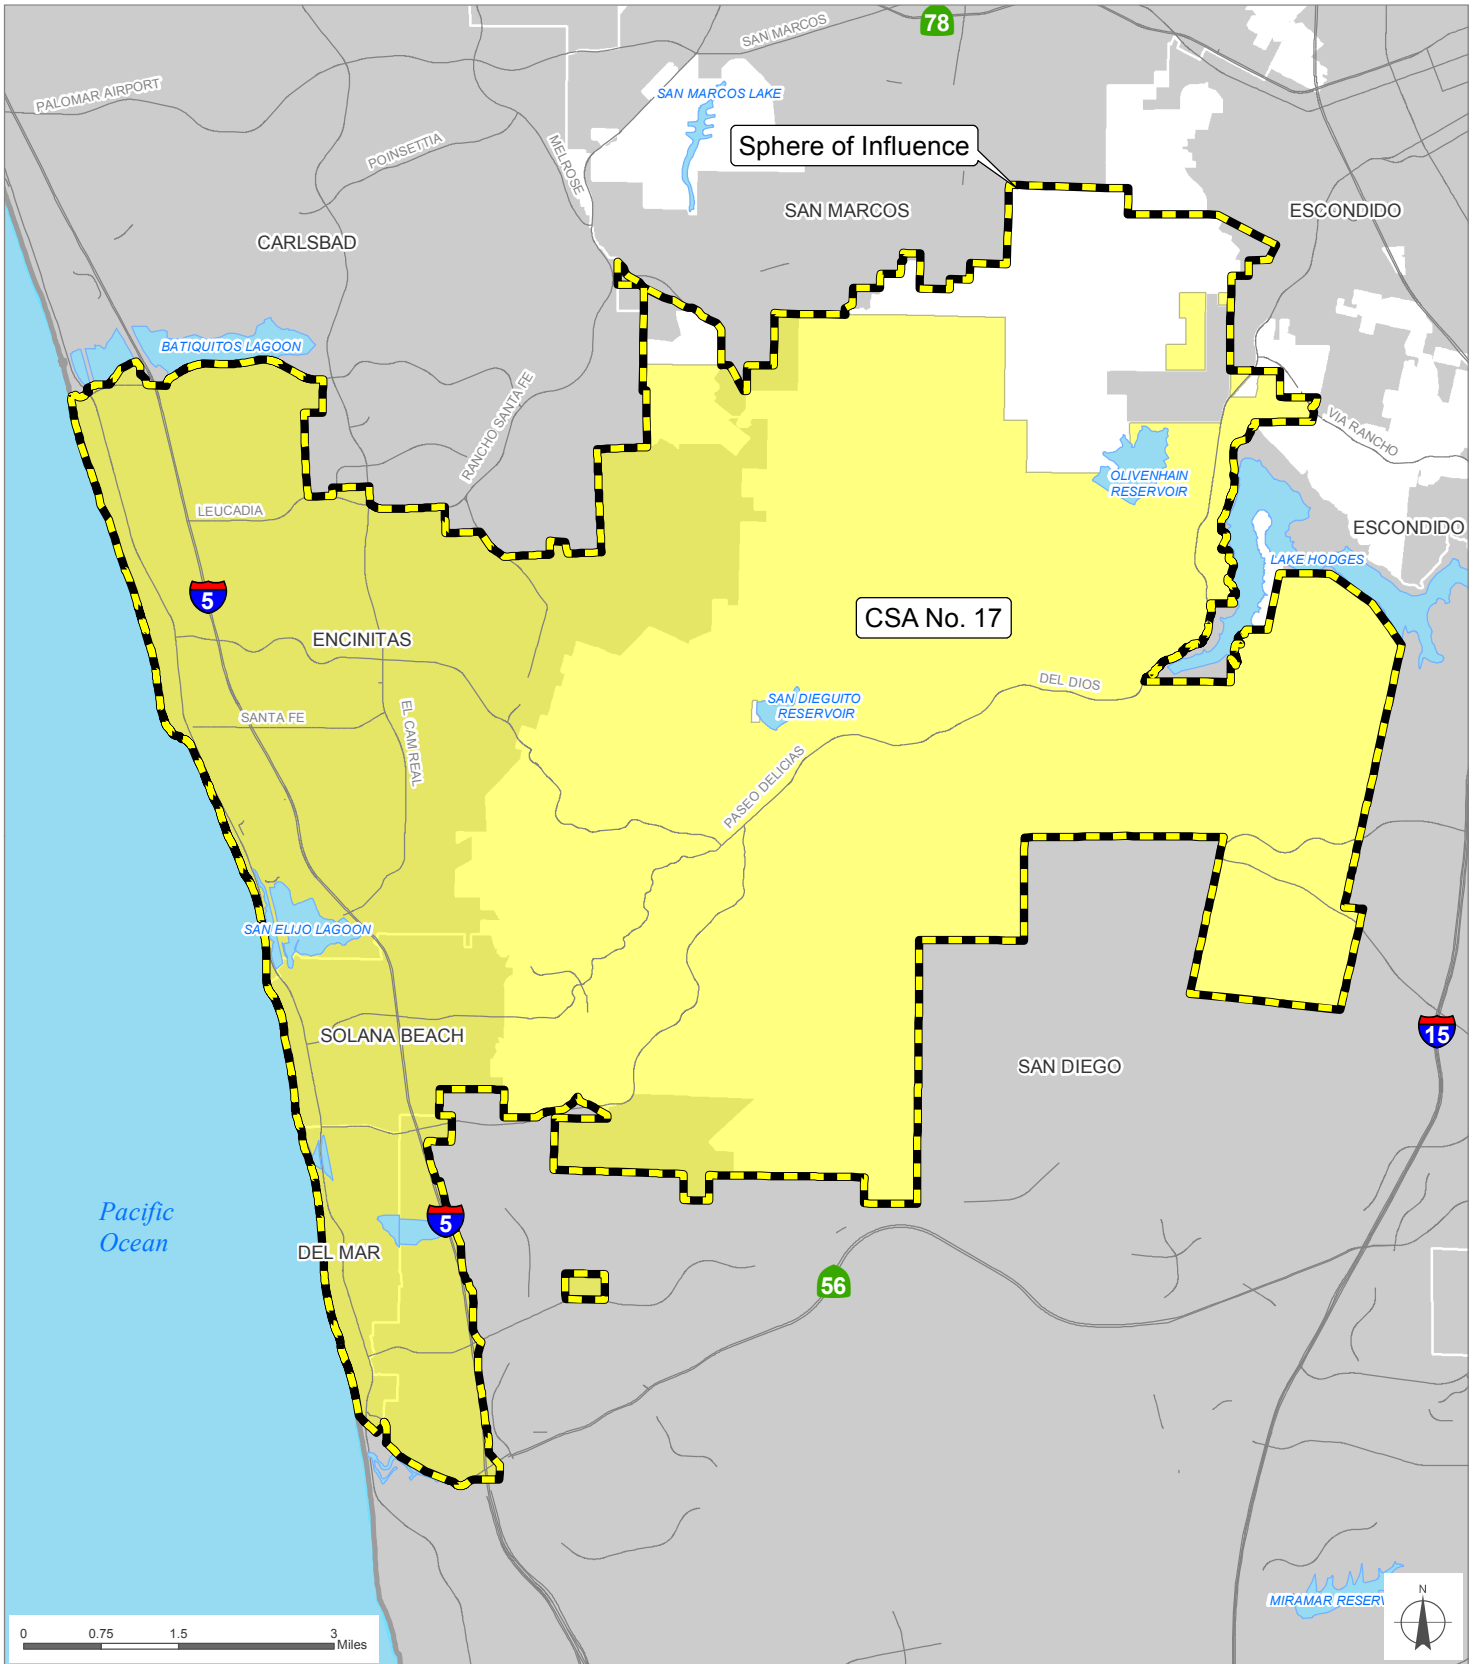 78
SAN MARCOS
PALOMAR AIRPORT
SAN MARCOS LAKE
POINSETTIA
MELROSE
Sphere of Influence
SAN MARCOS
ESCONDIDO
CARLSBAD
BATIQUITOS LAGOON
RANCHO SANTA FE
VIA RANCHO
OLIVENHAIN
RESERVOIR
LEUCADIA
ESCONDIDO
LAKE HODGES
5
CSA No. 17
ENCINITAS
DEL DIOS
SAN DIEGUITO
RESERVOIR
SANTA FE
EL CAM REAL
PASEO DELICIAS
SAN ELIJO LAGOON
SOLANA BEACH
15
SAN DIEGO
Pacific
Ocean
5
DEL MAR
56
MIRAMAR RESERV
N
0 0.75 1.5 3
Miles